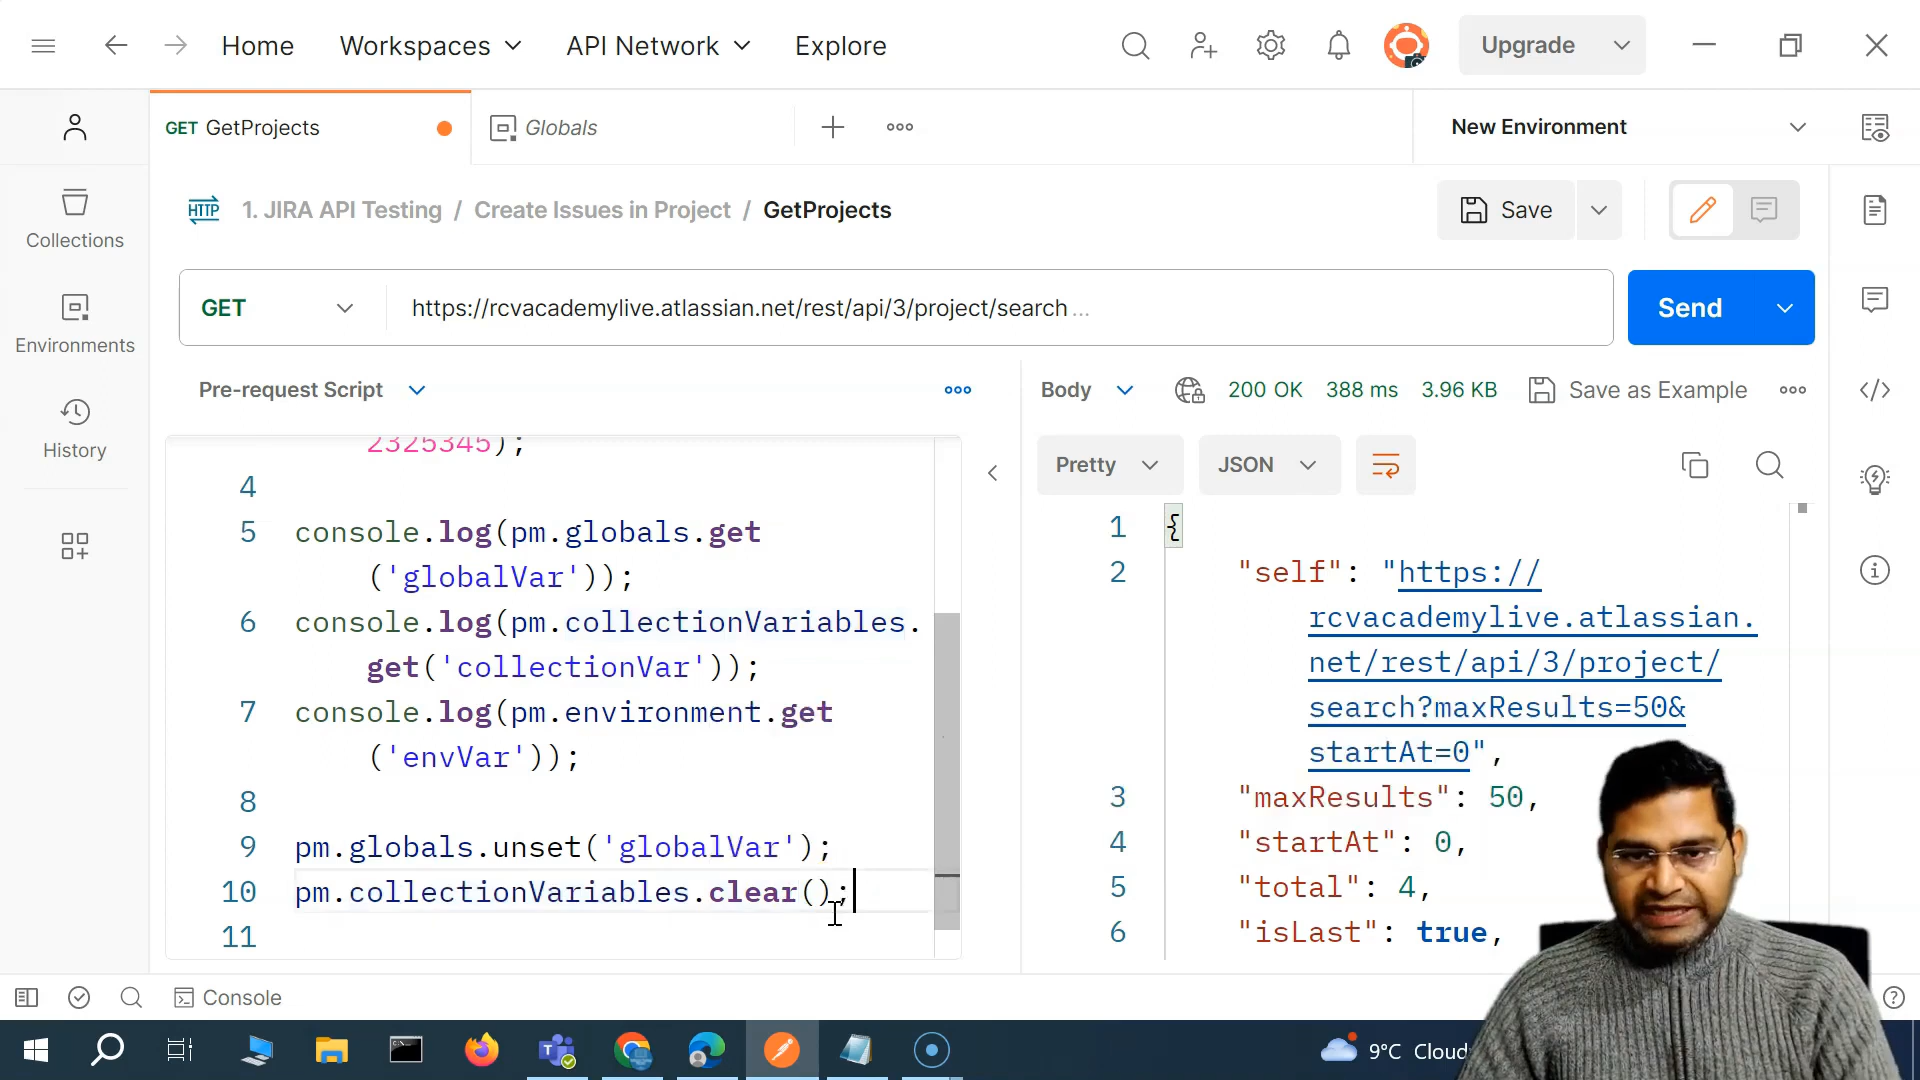 Home Workspaces API Network Explore Upgrade
GET GetProjects Globals New Environment
HTTP 1. JIRA API Testing / Create Issues in Project / GetProjects Save
Collections
Environments
History
GET https://rcvacademylive.atlassian.net/rest/api/3/project/search ... Send
Pre-request Script
2325345);
4
5 console.log(pm.globals.get
('globalVar'));
6 console.log(pm.collectionVariables.
get('collectionVar'));
7 console.log(pm.environment.get
('envVar'));
8
9 pm.globals.unset('globalVar');
10 pm.collectionVariables.clear();
11
Body 200 OK 388 ms 3.96 KB Save as Example
Pretty JSON
1 {
2 "self": "https://
rcvacademylive.atlassian.
net/rest/api/3/project/
search?maxResults=50&
startAt=0",
3 "maxResults": 50,
4 "startAt": 0,
5 "total": 4,
6 "isLast": true,
Console
9°C Cloud